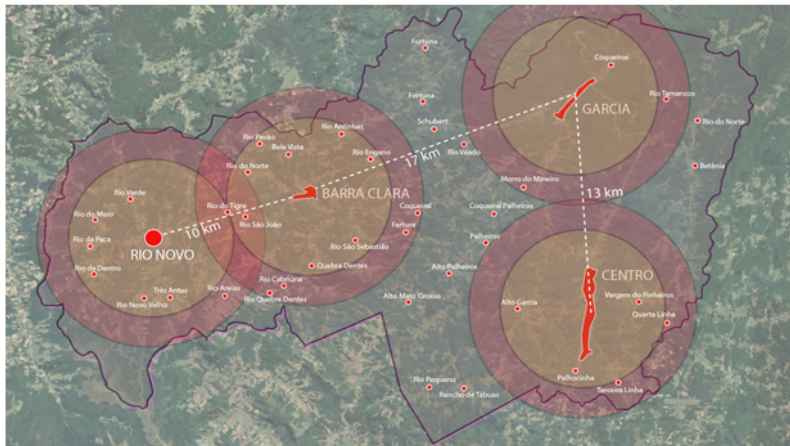 Fortuna
Coqueiros
Fortuna
GARCIA
Rio Tamancos
Rio do Norte
Schubert
Rio Antinhas
Rio Pavão
Bela Vista
Rio Engano
17 km
Rio Veado
Rio do Norte
Betânia
Morro do Mineiro
13 km
Rio Verde
BARRA CLARA
Rio do Tigre
Rio São João
Coqueiral
Coqueiral Palheiros
Rio do Meio
10 km
Fartura
Rio da Paca
RIO NOVO
Rio São Sebastião
Palheiros
Rio de Dentro
Quebra Dentes
Alto Palheiros
CENTRO
Rio Cabriúna
Três Antas
Rio Areias
Rio Quebra Dentes
Rio Novo Velho
Alto Mato Grosso
Alto Garcia
Vargem do Pinheiros
Quarta Linha
Palhocinha
Rio Pequeno
Rancho de Tábuas
Terceira Linha